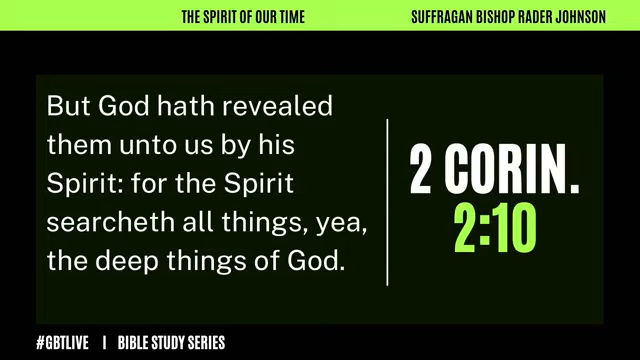 THE SPIRIT OF OUR TIME
SUFFRAGAN BISHOP RADER JOHNSON
But God hath revealed
them unto us by his
Spirit: for the Spirit
searcheth all things, yea,
the deep things of God.
2 CORIN.
2:10
#GBTLIVE | BIBLE STUDY SERIES